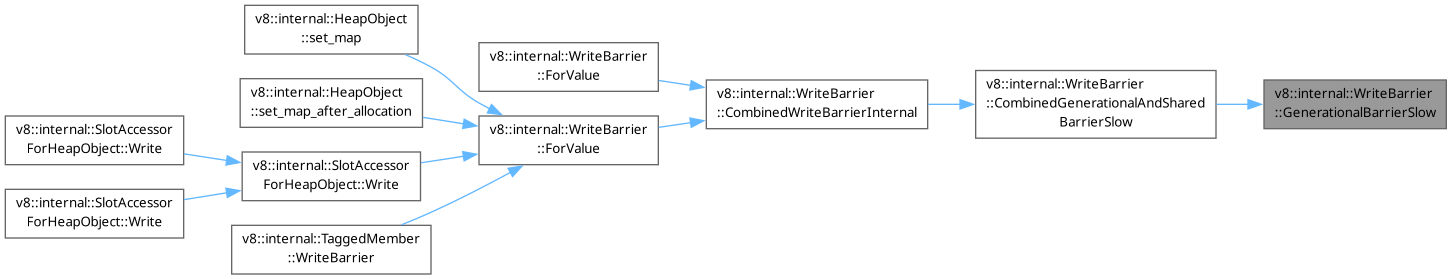 v8::internal::HeapObject
::set_map
v8::internal::WriteBarrier
::ForValue
v8::internal::HeapObject
::set_map_after_allocation
v8::internal::WriteBarrier
::CombinedWriteBarrierInternal
v8::internal::WriteBarrier
::CombinedGenerationalAndShared
BarrierSlow
v8::internal::WriteBarrier
::GenerationalBarrierSlow
v8::internal::SlotAccessor
ForHeapObject::Write
v8::internal::WriteBarrier
::ForValue
v8::internal::SlotAccessor
ForHeapObject::Write
v8::internal::SlotAccessor
ForHeapObject::Write
v8::internal::TaggedMember
::WriteBarrier